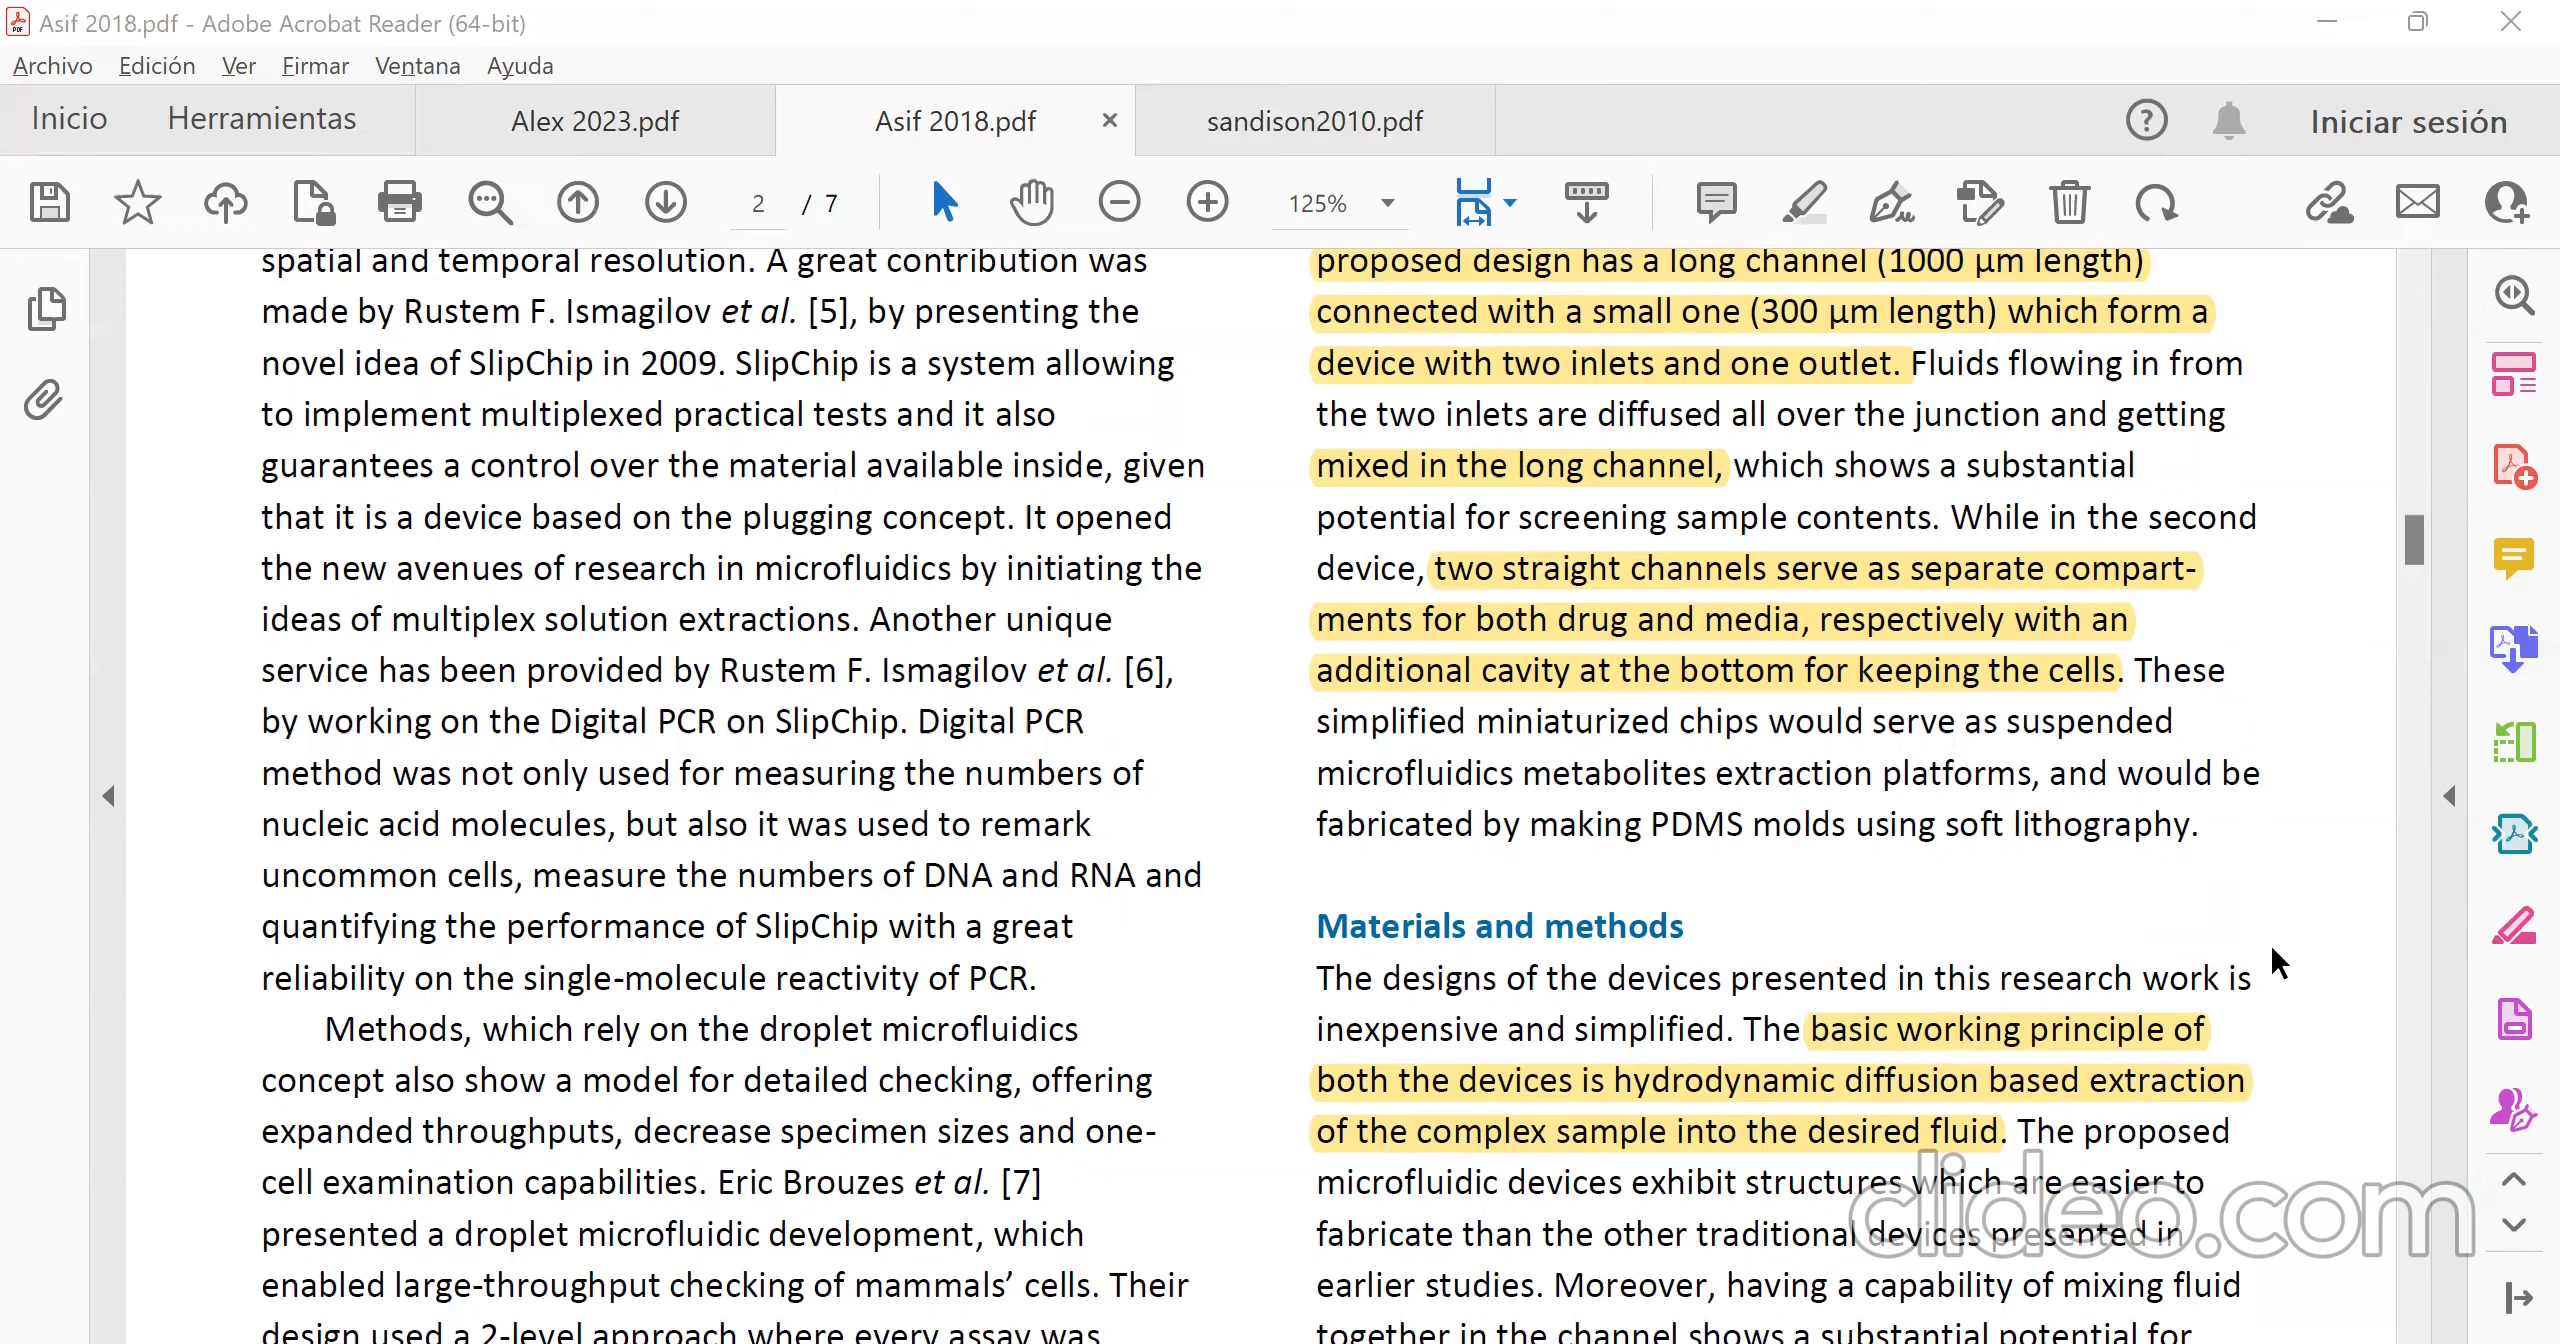 Asif 2018.pdf - Adobe Acrobat Reader (64-bit)
Archivo Edición Ver Firmar Ventana Ayuda
Inicio Herramientas Alex 2023.pdf Asif 2018.pdf × sandison2010.pdf Iniciar sesión
2 / 7 125%
spatial and temporal resolution. A great contribution was
made by Rustem F. Ismagilov et al. [5], by presenting the
novel idea of SlipChip in 2009. SlipChip is a system allowing
to implement multiplexed practical tests and it also
guarantees a control over the material available inside, given
that it is a device based on the plugging concept. It opened
the new avenues of research in microfluidics by initiating the
ideas of multiplex solution extractions. Another unique
service has been provided by Rustem F. Ismagilov et al. [6],
by working on the Digital PCR on SlipChip. Digital PCR
method was not only used for measuring the numbers of
nucleic acid molecules, but also it was used to remark
uncommon cells, measure the numbers of DNA and RNA and
quantifying the performance of SlipChip with a great
reliability on the single-molecule reactivity of PCR.
Methods, which rely on the droplet microfluidics
concept also show a model for detailed checking, offering
expanded throughputs, decrease specimen sizes and one-
cell examination capabilities. Eric Brouzes et al. [7]
presented a droplet microfluidic development, which
enabled large-throughput checking of mammals’ cells. Their
design used a 2-level approach where every assay was
proposed design has a long channel (1000 µm length)
connected with a small one (300 µm length) which form a
device with two inlets and one outlet. Fluids flowing in from
the two inlets are diffused all over the junction and getting
mixed in the long channel, which shows a substantial
potential for screening sample contents. While in the second
device, two straight channels serve as separate compart-
ments for both drug and media, respectively with an
additional cavity at the bottom for keeping the cells. These
simplified miniaturized chips would serve as suspended
microfluidics metabolites extraction platforms, and would be
fabricated by making PDMS molds using soft lithography.
Materials and methods
The designs of the devices presented in this research work is
inexpensive and simplified. The basic working principle of
both the devices is hydrodynamic diffusion based extraction
of the complex sample into the desired fluid. The proposed
microfluidic devices exhibit structures which are easier to
fabricate than the other traditional devices presented in
earlier studies. Moreover, having a capability of mixing fluid
together in the channel shows a substantial potential for
clideo.com